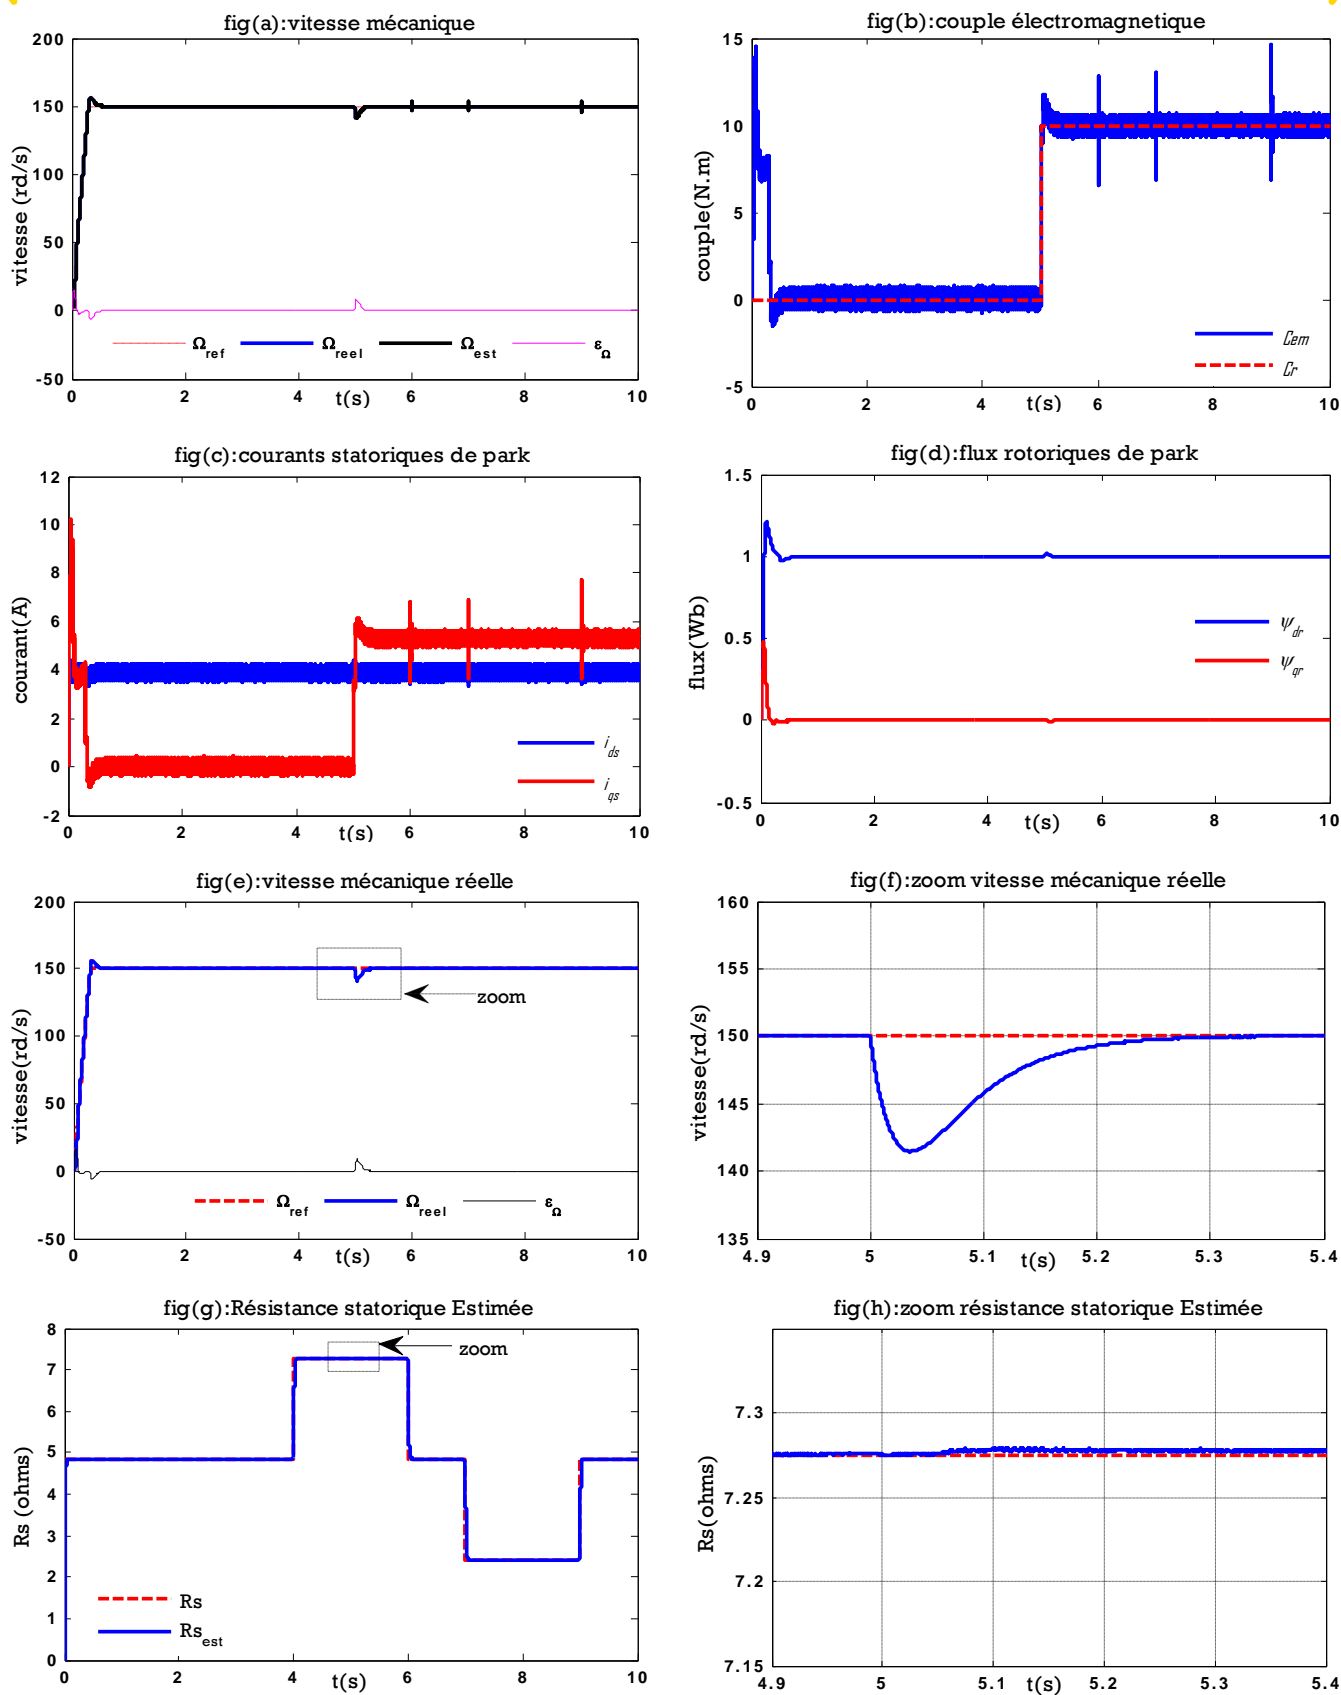 fig(a):vitesse mécanique
200
150
100
50
0
-50
vitesse (rd/s)
Ωref Ωreel Ωest εΩ
0 2 4 6 8 10
t(s)
fig(b):couple électromagnetique
15
10
5
0
-5
couple(N.m)
Cem
Cr
0 2 4 6 8 10
t(s)
fig(c):courants statoriques de park
12
10
8
6
4
2
0
-2
courant(A)
ids
iqs
0 2 4 6 8 10
t(s)
fig(d):flux rotoriques de park
1.5
1
0.5
0
-0.5
flux(Wb)
ψdr
ψqr
0 2 4 6 8 10
t(s)
fig(e):vitesse mécanique réelle
200
150
100
50
0
-50
vitesse(rd/s)
zoom
Ωref Ωreel εΩ
0 2 4 6 8 10
t(s)
fig(f):zoom vitesse mécanique réelle
160
155
150
145
140
135
vitesse(rd/s)
4.9 5 5.1 5.2 5.3 5.4
t(s)
fig(g):Résistance statorique Estimée
8
7
6
5
4
3
2
1
0
Rs (ohms)
zoom
Rs
Rsest
0 2 4 6 8 10
t(s)
fig(h):zoom résistance statorique Estimée
7.3
7.25
7.2
7.15
Rs(ohms)
4.9 5 5.1 5.2 5.3 5.4
t(s)